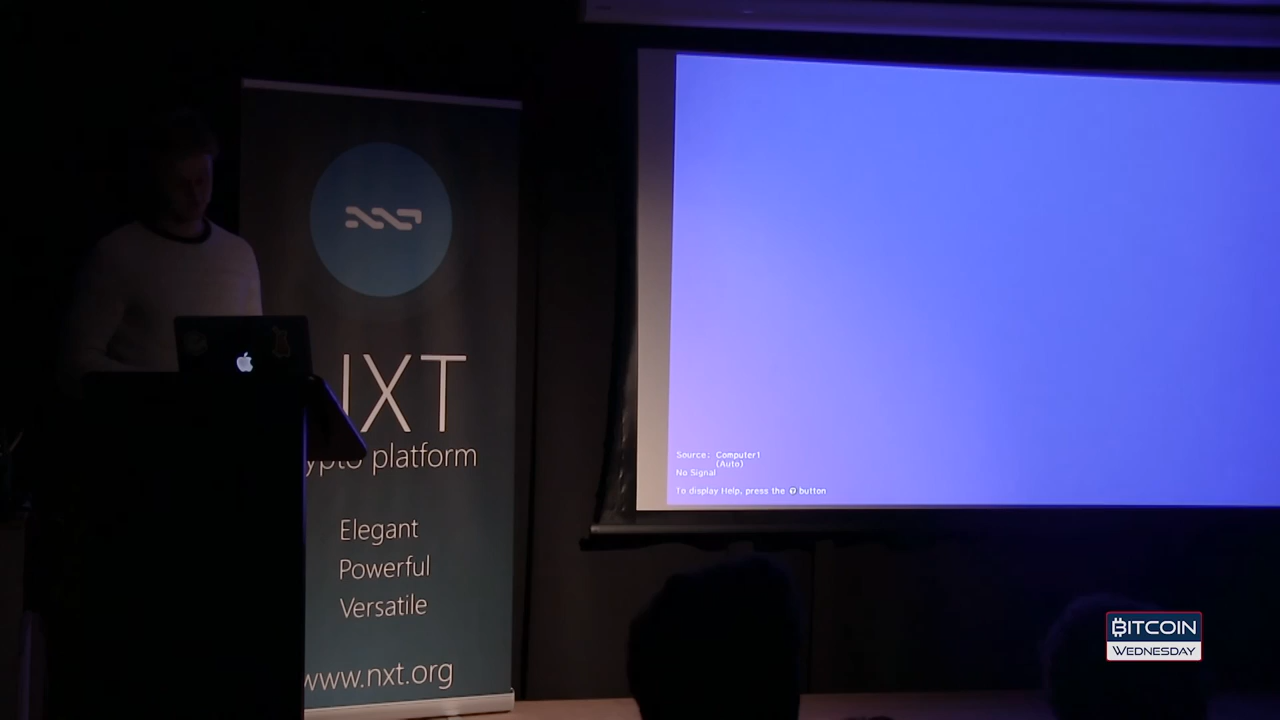 IXT
ypto platform
Elegant
Powerful
Versatile
www.nxt.org
Source: Computer1
(Auto)
No Signal
To display Help, press the button
BITCOIN
WEDNESDAY